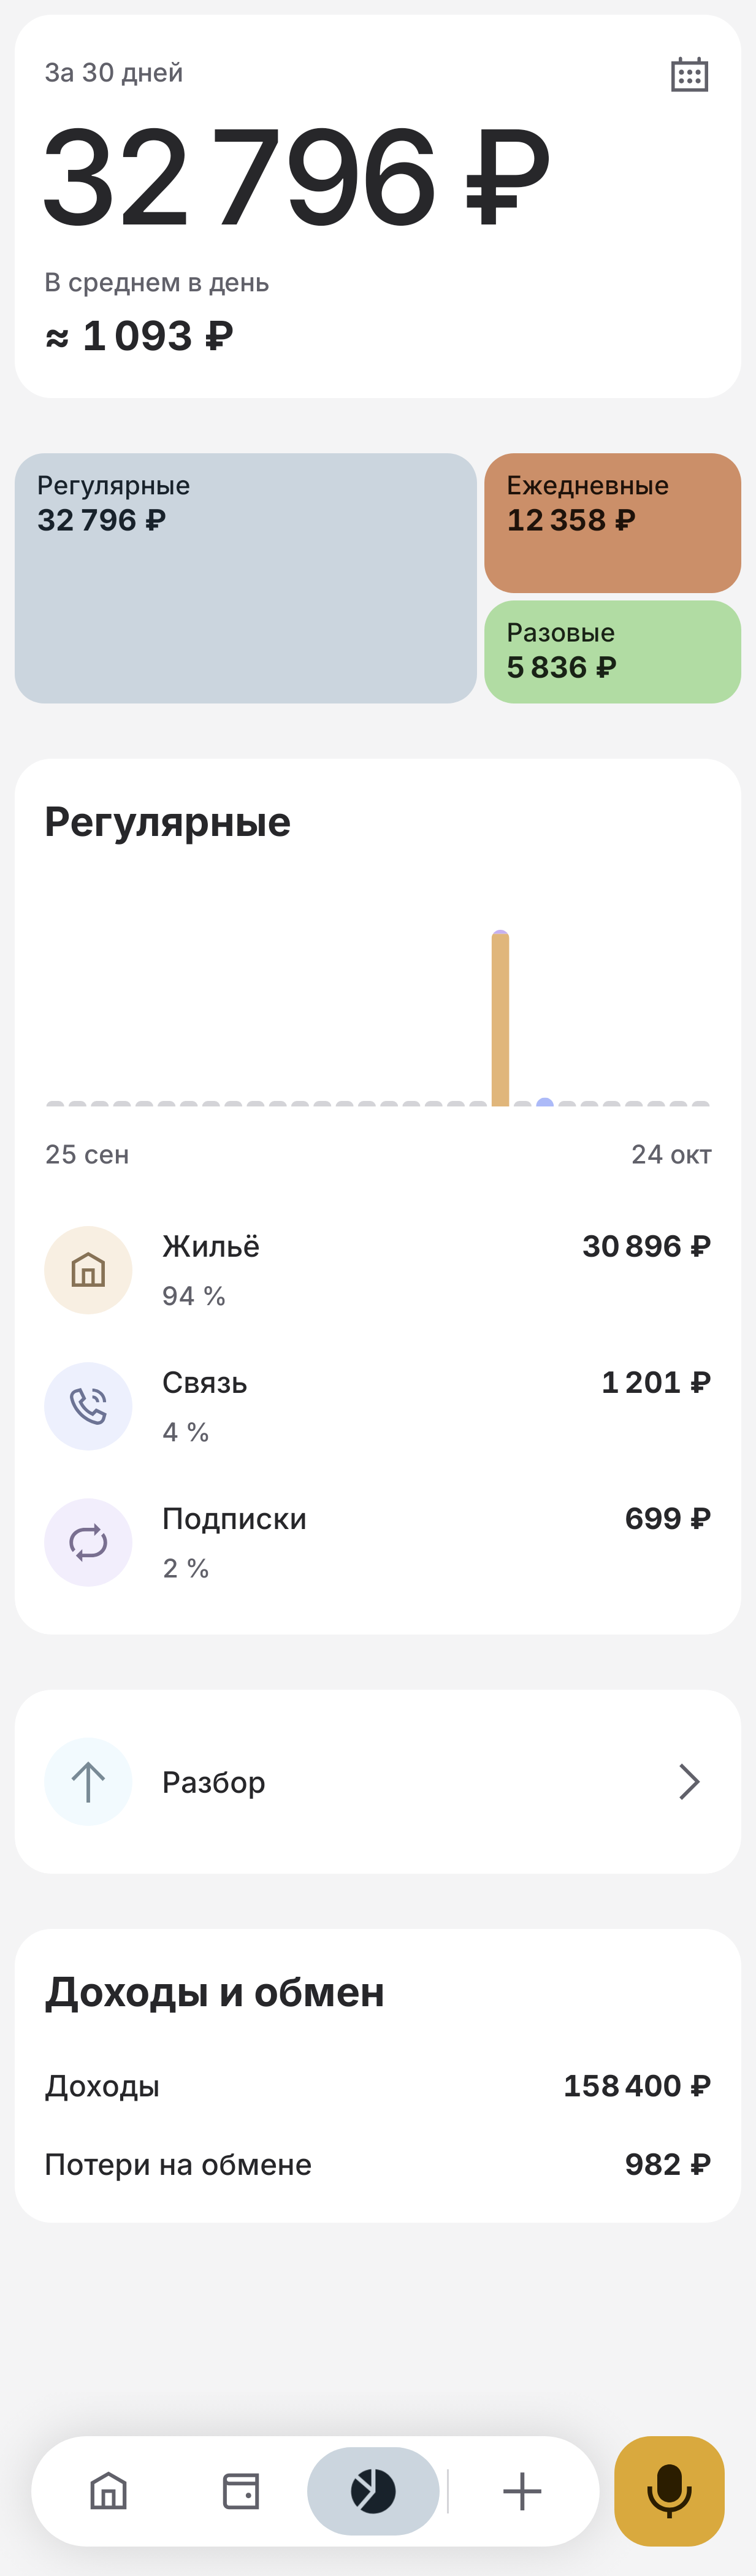 За 30 дней
32 796 ₽
В среднем в день
≈ 1 093 ₽
Регулярные
32 796 ₽
Ежедневные
12 358 ₽
Разовые
5 836 ₽
Регулярные
25 сен
24 окт
Жильё
30 896 ₽
94 %
Связь
1 201 ₽
4 %
Подписки
699 ₽
2 %
Разбор
Доходы и обмен
Доходы
158 400 ₽
Потери на обмене
982 ₽